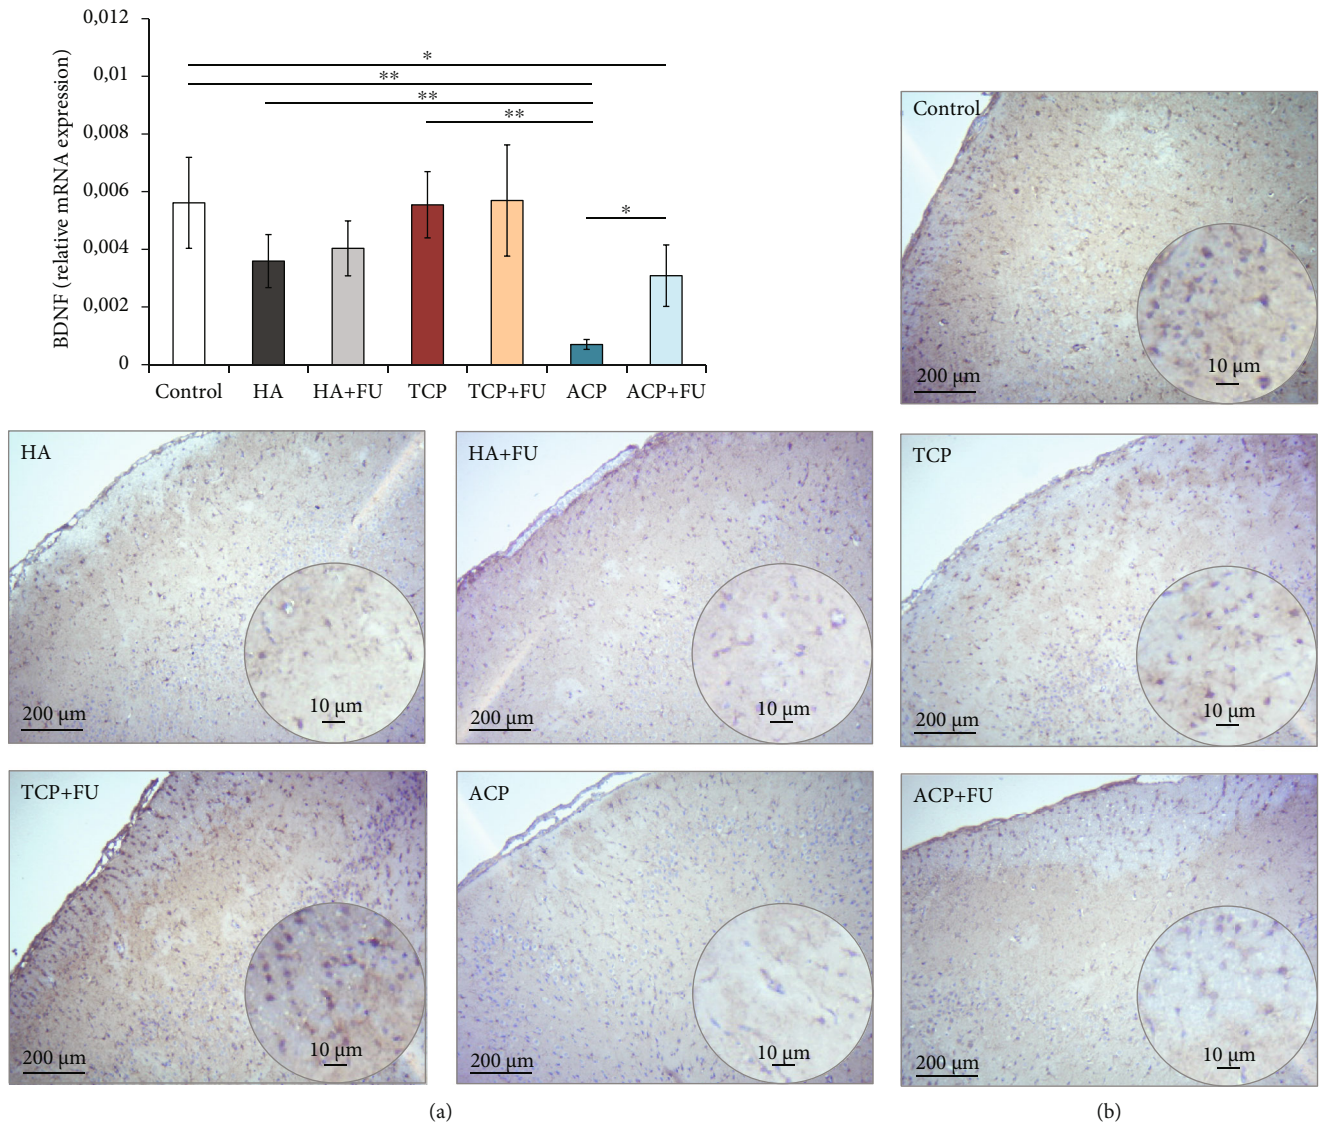 0,012
0,01
0,008
0,006
0,004
0,002
0
BDNF (relative mRNA expression)
*
**
**
**
*
Control HA HA+FU TCP TCP+FU ACP ACP+FU
Control
200 µm
10 µm
HA
200 µm
10 µm
HA+FU
200 µm
10 µm
TCP
200 µm
10 µm
TCP+FU
200 µm
10 µm
ACP
200 µm
10 µm
ACP+FU
200 µm
10 µm
(a)
(b)